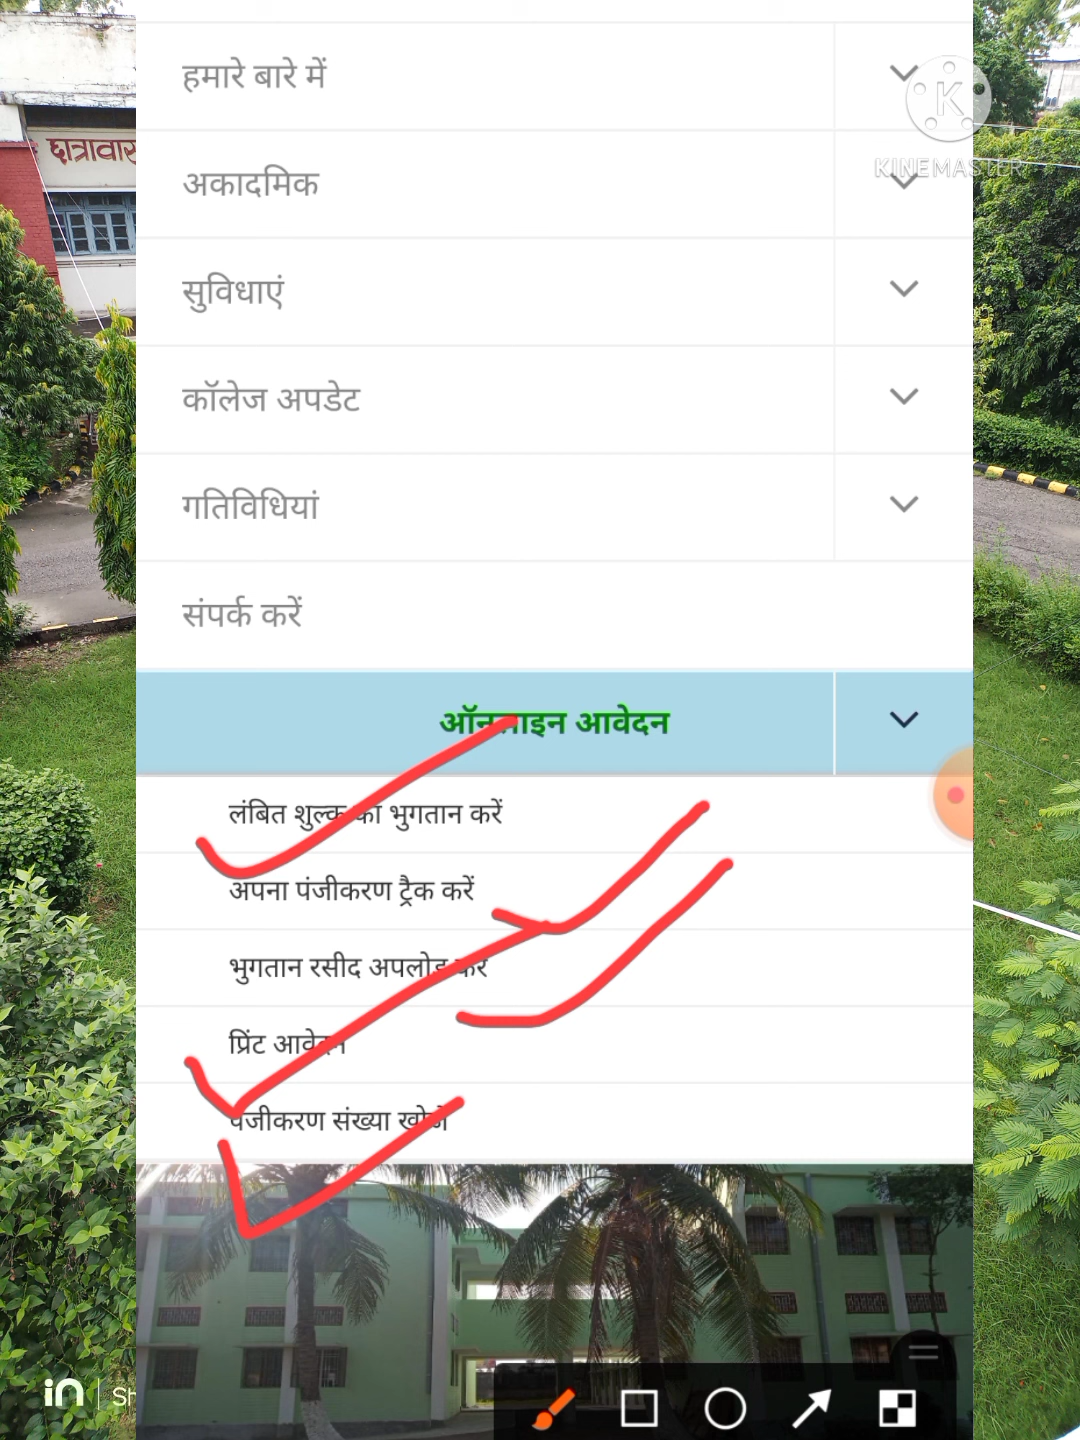 हमारे बारे में
KINEMASTER
छात्रावास
अकादमिक
सुविधाएं
कॉलेज अपडेट
गतिविधियां
संपर्क करें
ऑनलाइन आवेदन
लंबित शुल्क का भुगतान करें
अपना पंजीकरण ट्रैक करें
भुगतान रसीद अपलोड करें
प्रिंट आवेदन
पंजीकरण संख्या खोजें